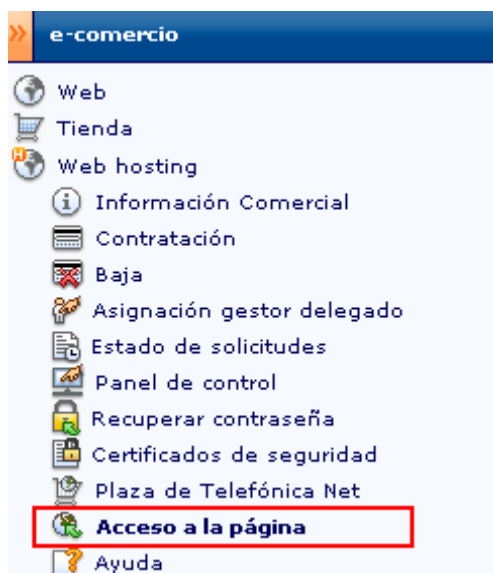 e-comercio
Web
Tienda
Web hosting
Información Comercial
Contratación
Baja
Asignación gestor delegado
Estado de solicitudes
Panel de control
Recuperar contraseña
Certificados de seguridad
Plaza de Telefónica Net
Acceso a la página
Ayuda